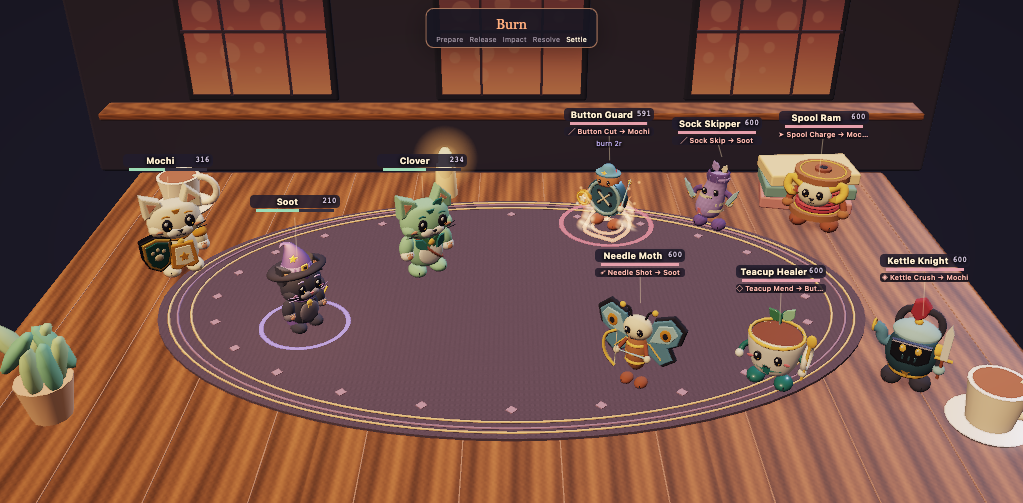 Burn
Prepare Release Impact Resolve Settle
Button Guard 591
Button Cut → Mochi
burn 2r
Sock Skipper 600
Sock Skip → Soot
Spool Ram 600
Spool Charge → Moc...
Mochi 316
Clover 234
Soot 210
Needle Moth 600
Needle Shot → Soot
Teacup Healer 600
Teacup Mend → But...
Kettle Knight 600
Kettle Crush → Mochi